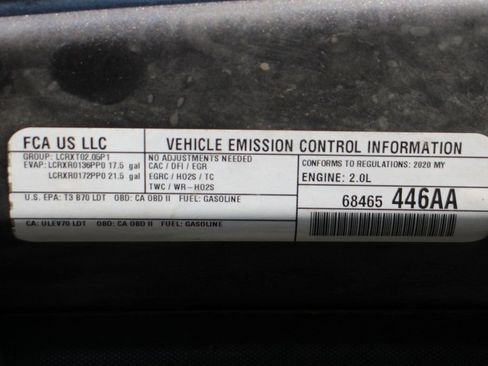 FCA US LLC
VEHICLE EMISSION CONTROL INFORMATION
GROUP: LCRXT02.05P1
EVAP: LCRXR0136PP0 17.5 gal
LCRXR0172PP0 21.5 gal
NO ADJUSTMENTS NEEDED
CAC / DFI / EGR
EGRC / HO2S / TC
TWC / WR-HO2S
CONFORMS TO REGULATIONS: 2020 MY
ENGINE: 2.0L
U.S. EPA: T3 B70 LDT OBD: CA OBD II FUEL: GASOLINE
68465 446AA
CA: ULEV70 LDT OBD: CA OBD II FUEL: GASOLINE